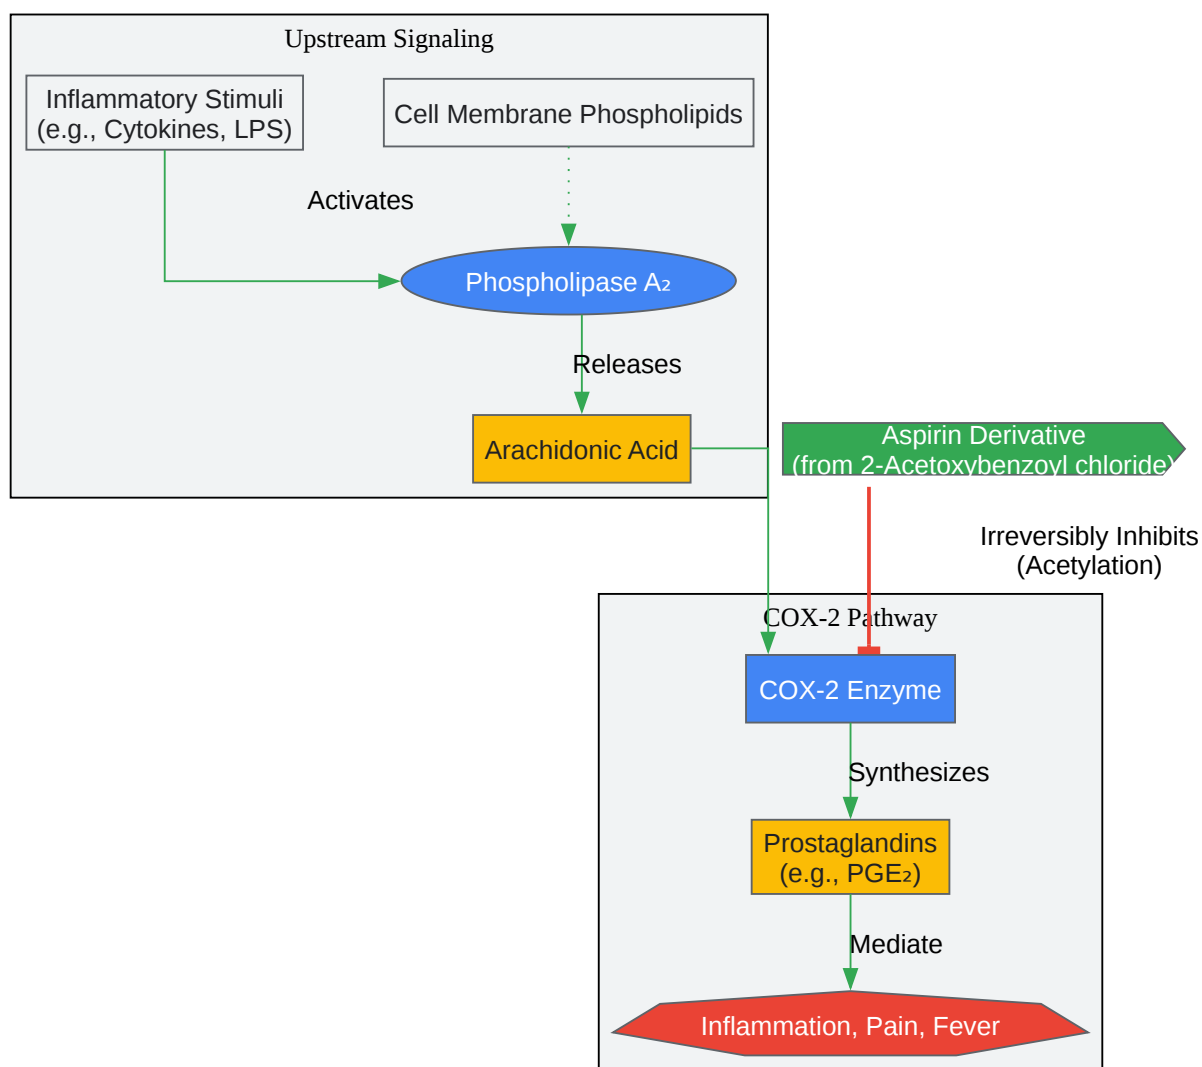 Upstream Signaling
Inflammatory Stimuli
(e.g., Cytokines, LPS)
Cell Membrane Phospholipids
Activates
Phospholipase A₂
Releases
Arachidonic Acid
Aspirin Derivative
(from 2-Acetoxybenzoyl chloride)
Irreversibly Inhibits
(Acetylation)
COX-2 Pathway
COX-2 Enzyme
Synthesizes
Prostaglandins
(e.g., PGE₂)
Mediate
Inflammation, Pain, Fever